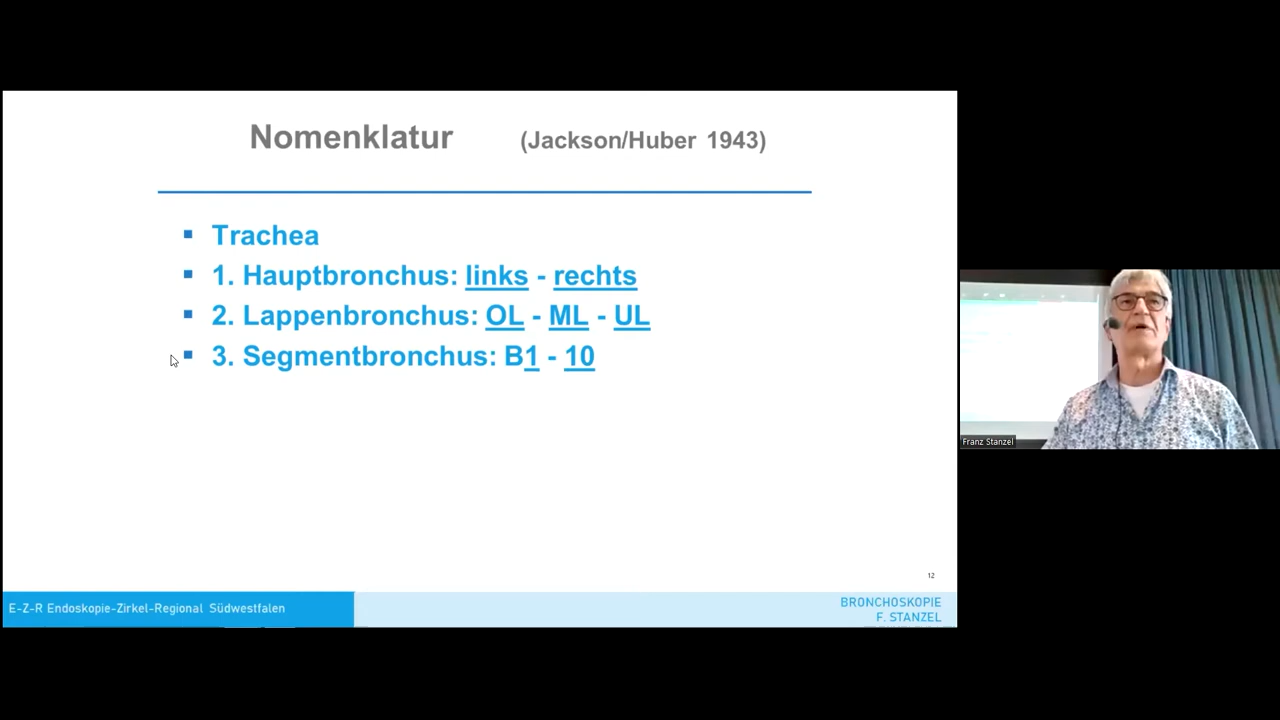 Nomenklatur (Jackson/Huber 1943)
Trachea
1. Hauptbronchus: links - rechts
2. Lappenbronchus: OL - ML - UL
3. Segmentbronchus: B1 - 10
Franz Stanzel
12
E-Z-R Endoskopie-Zirkel-Regional Südwestfalen
BRONCHOSKOPIE
F. STANZEL